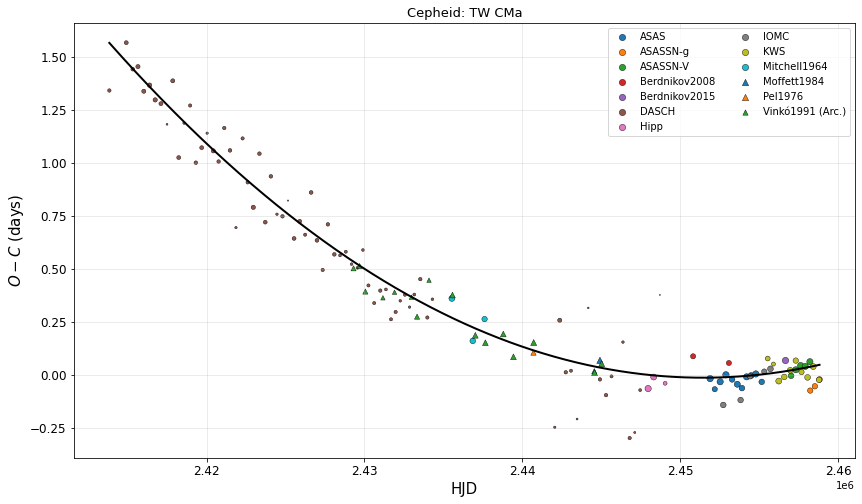 Cepheid: TW CMa
ASAS
ASASSN-g
ASASSN-V
Berdnikov2008
Berdnikov2015
DASCH
Hipp
IOMC
KWS
Mitchell1964
Moffett1984
Pel1976
Vinkó1991 (Arc.)
1.50
1.25
1.00
0.75
0.50
0.25
0.00
−0.25
O − C (days)
2.42
2.43
2.44
2.45
2.46
1e6
HJD